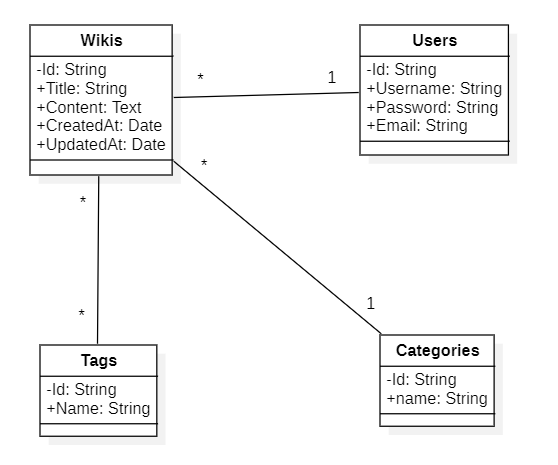 Wikis
-Id: String
+Title: String
+Content: Text
+CreatedAt: Date
+UpdatedAt: Date
* 1
Users
-Id: String
+Username: String
+Password: String
+Email: String
*
1
*
*
Tags
-Id: String
+Name: String
Categories
-Id: String
+name: String